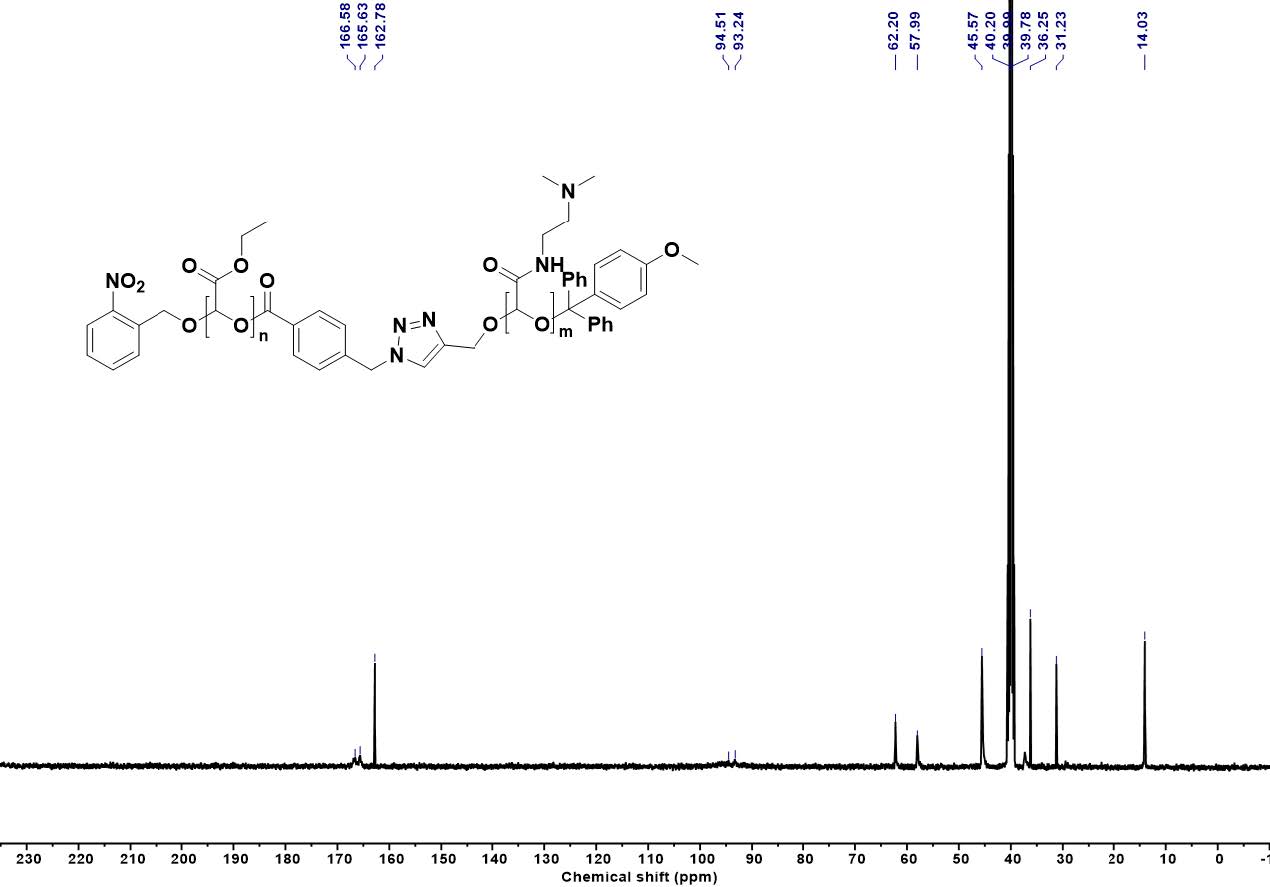 166.58
165.63
162.78
94.51
93.24
62.20
57.99
45.57
40.20
39.99
39.78
36.25
31.23
14.03
N
O
O
O
NH
Ph
O
NO₂
O
O
O
n
N
N
N
O
O
m
Ph
230 220 210 200 190 180 170 160 150 140 130 120 110 100 90 80 70 60 50 40 30 20 10 0 -1
Chemical shift (ppm)